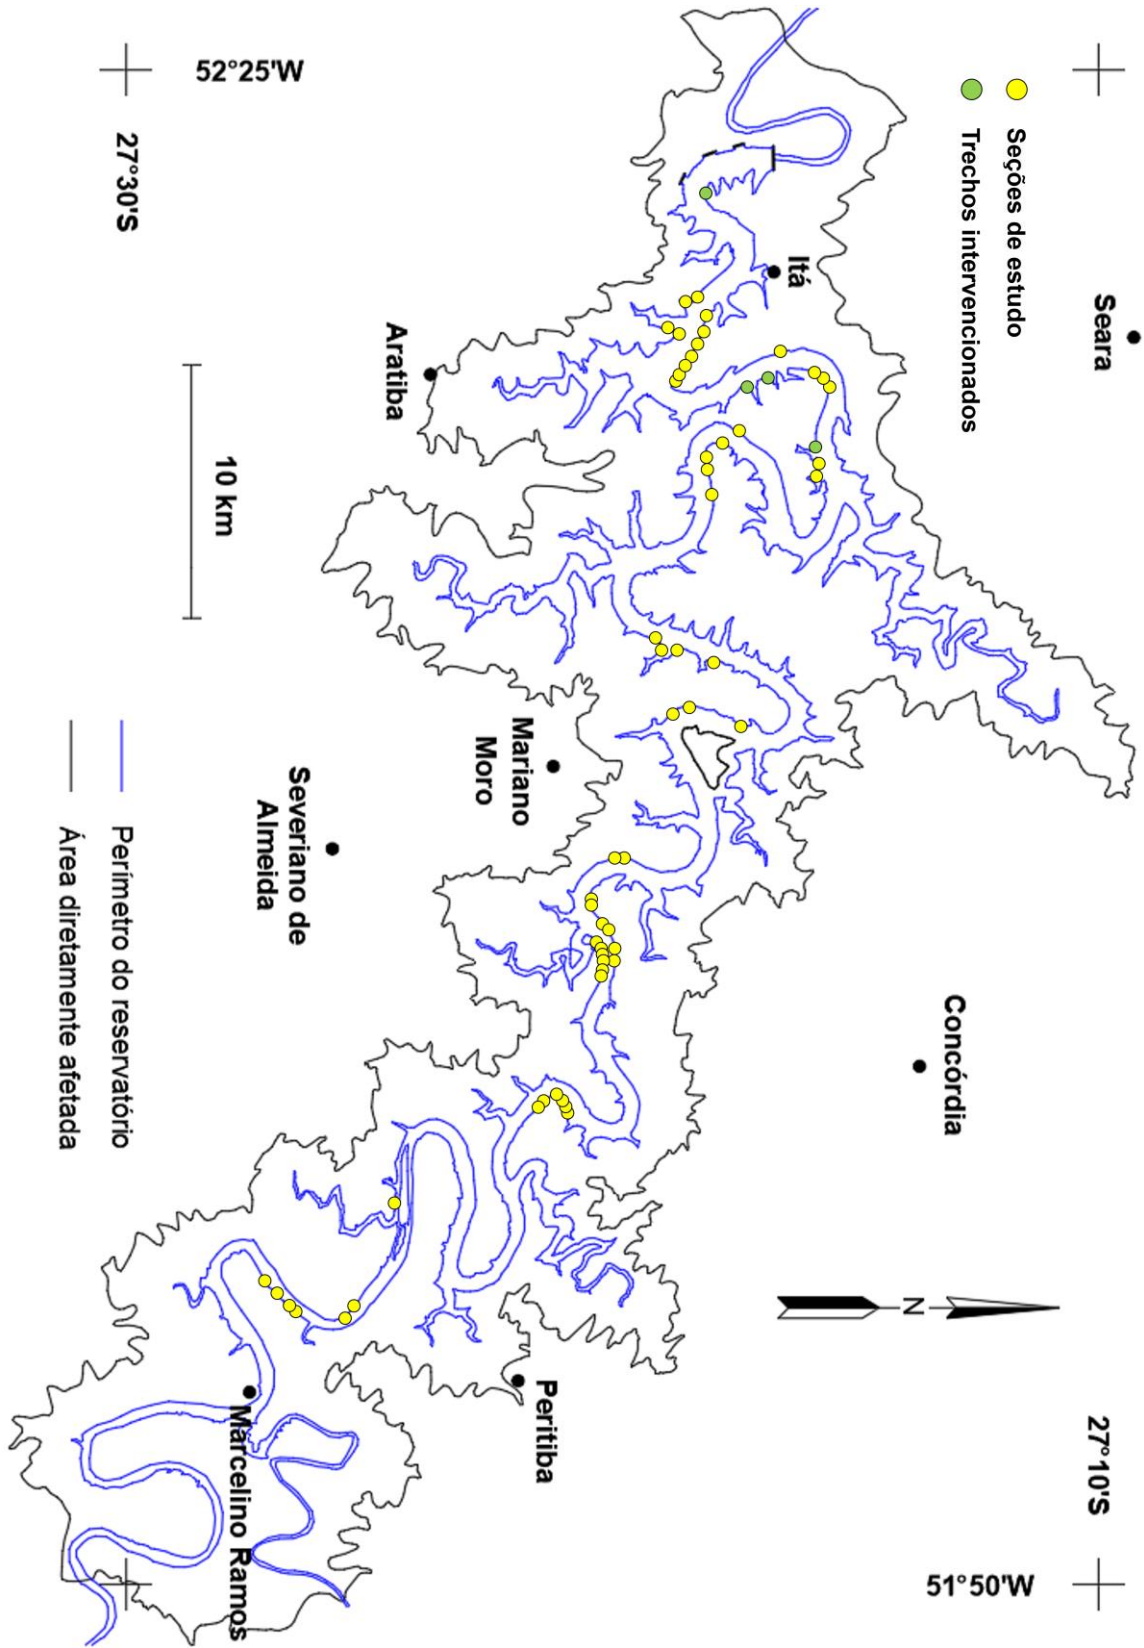 52°25'W
27°30'S
Seções de estudo
Trechos intervencionados
Seara
Itá
Aratiba
10 km
Mariano
Moro
Severiano de
Almeida
Perímetro do reservatório
Área diretamente afetada
Concórdia
N
Peritiba
Marcelino Ramos
27°10'S
51°50'W